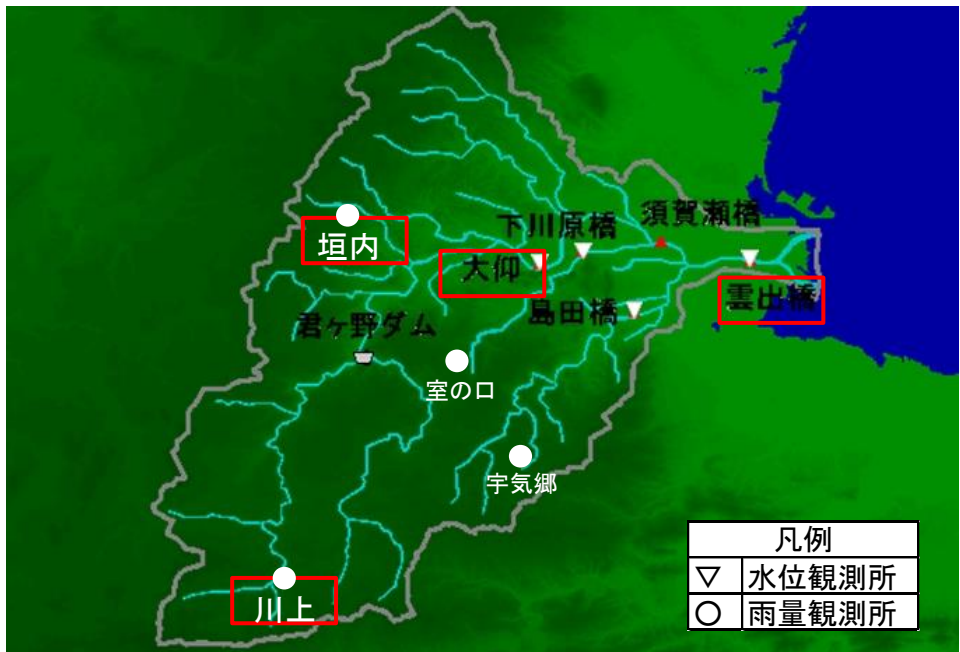 須賀瀬橋
下川原橋
垣内
大仰
雲出橋
島田橋
君ヶ野ダム
室の口
宇気郷
川上
凡例
▽ 水位観測所
○ 雨量観測所